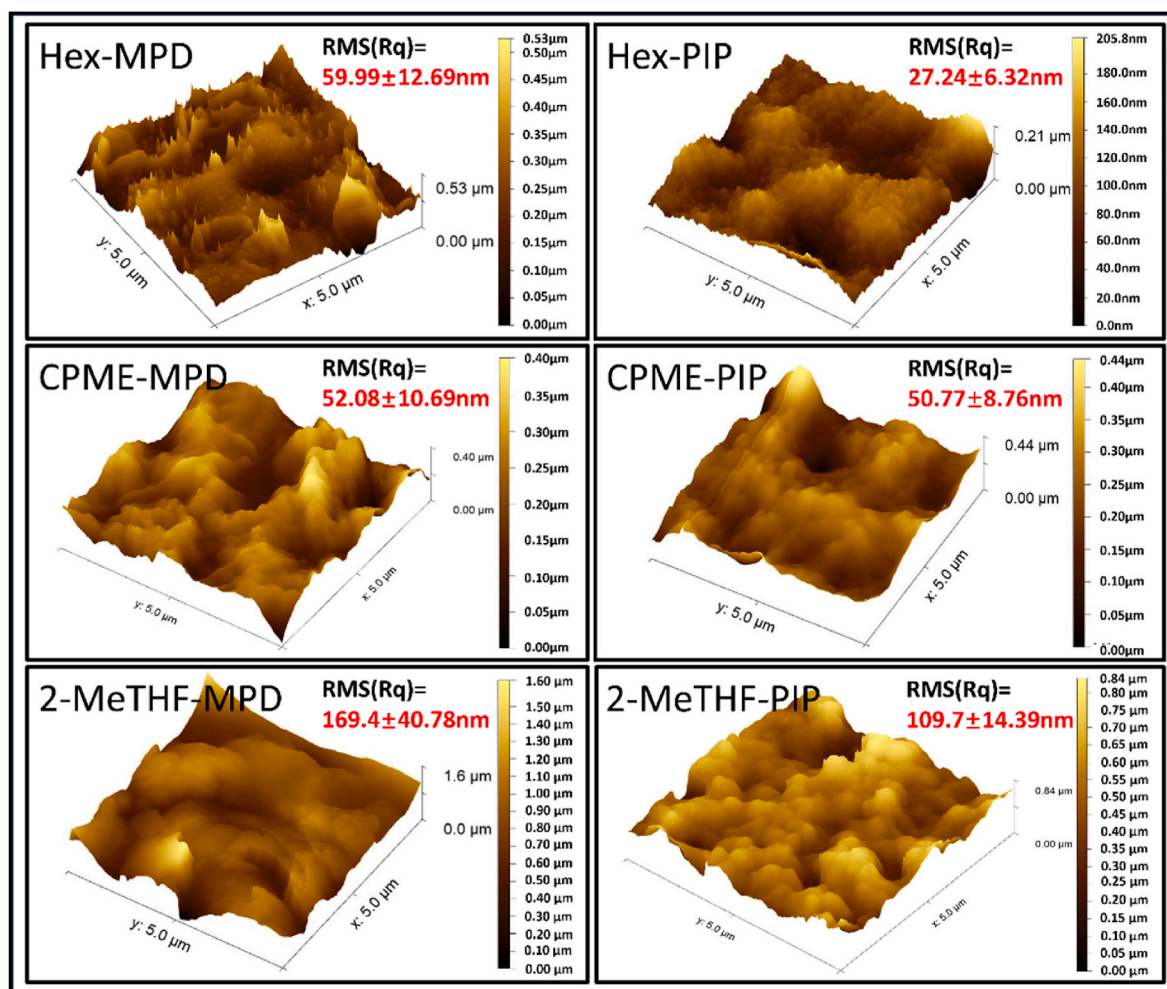 Hex-MPD
RMS(Rq)=
59.99±12.69nm
0.53µm
0.50µm
0.45µm
0.40µm
0.35µm
0.30µm
0.25µm
0.20µm
0.15µm
0.10µm
0.05µm
0.00µm
0.53 µm
0.00 µm
y: 5.0 µm
x: 5.0 µm
Hex-PIP
RMS(Rq)=
27.24±6.32nm
205.8nm
180.0nm
160.0nm
140.0nm
120.0nm
100.0nm
80.0nm
60.0nm
40.0nm
20.0nm
0.0nm
0.21 µm
0.00 µm
y: 5.0 µm
x: 5.0 µm
CPME-MPD
RMS(Rq)=
52.08±10.69nm
0.40µm
0.35µm
0.30µm
0.25µm
0.20µm
0.15µm
0.10µm
0.05µm
0.00µm
0.40 µm
0.00 µm
y: 5.0 µm
x: 5.0 µm
CPME-PIP
RMS(Rq)=
50.77±8.76nm
0.44µm
0.40µm
0.35µm
0.30µm
0.25µm
0.20µm
0.15µm
0.10µm
0.05µm
0.00µm
0.44 µm
0.00 µm
y: 5.0 µm
x: 5.0 µm
2-MeTHF-MPD
RMS(Rq)=
169.4±40.78nm
1.60 µm
1.50 µm
1.40 µm
1.30 µm
1.20 µm
1.10 µm
1.00 µm
0.90 µm
0.80 µm
0.70 µm
0.60 µm
0.50 µm
0.40 µm
0.30 µm
0.20 µm
0.10 µm
0.00 µm
1.6 µm
0.0 µm
y: 5.0 µm
x: 5.0 µm
2-MeTHF-PIP
RMS(Rq)=
109.7±14.39nm
0.84 µm
0.80 µm
0.75 µm
0.70 µm
0.65 µm
0.60 µm
0.55 µm
0.50 µm
0.45 µm
0.40 µm
0.35 µm
0.30 µm
0.25 µm
0.20 µm
0.15 µm
0.10 µm
0.05 µm
0.00 µm
0.84 µm
0.00 µm
y: 5.0 µm
x: 5.0 µm